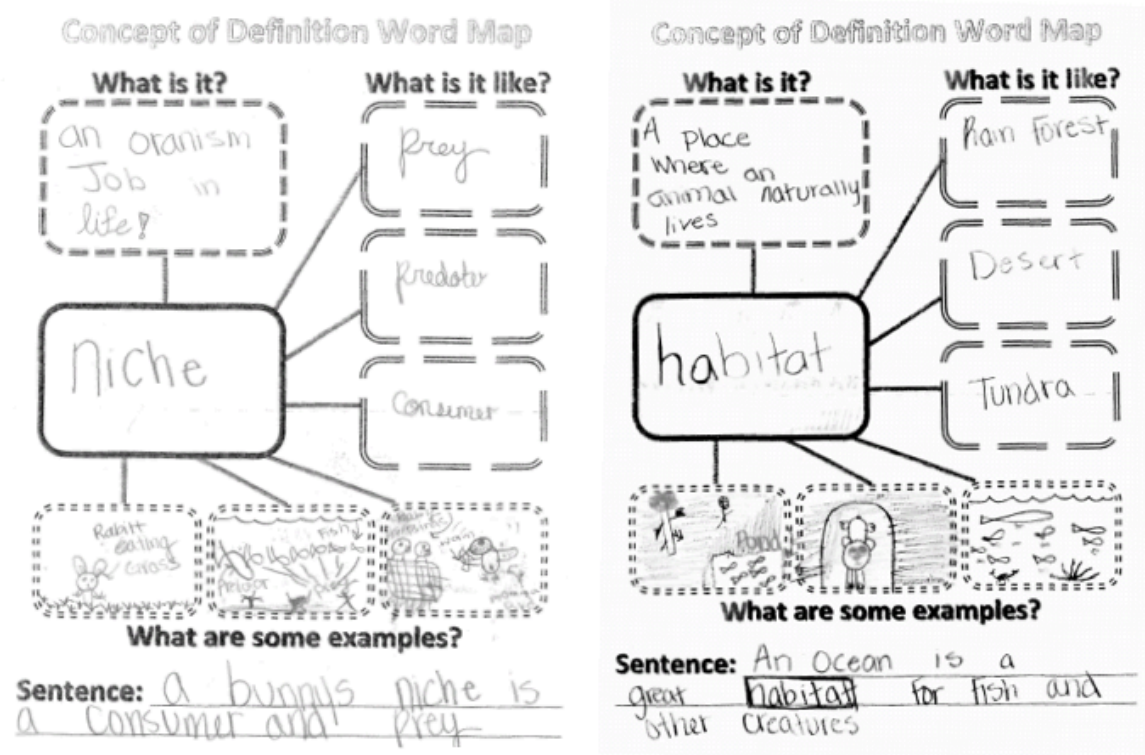 Concept of Definition Word Map
What is it?
What is it like?
an oranism
Job in
life!
prey
predator
Consumer
niche
Rabitt
eating
Grass
Fish
What are some examples?
Sentence: a bunnys niche is
a consumer and prey
Concept of Definition Word Map
What is it?
What is it like?
A place
where an
animal naturally
lives
Rain Forest
Desert
Tundra
habitat
Pond
What are some examples?
Sentence: An ocean is a
great habitat for fish and
other creatures